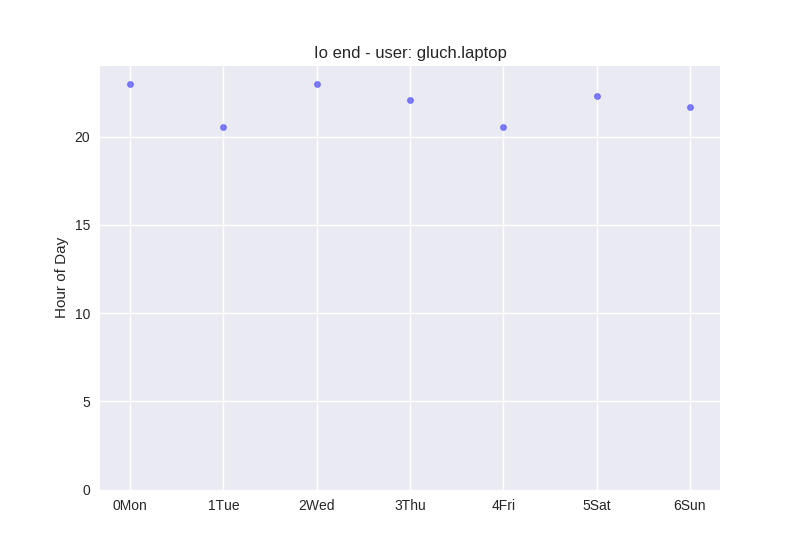 Io end - user: gluch.laptop
Hour of Day
20
15
10
5
0
0Mon 1Tue 2Wed 3Thu 4Fri 5Sat 6Sun